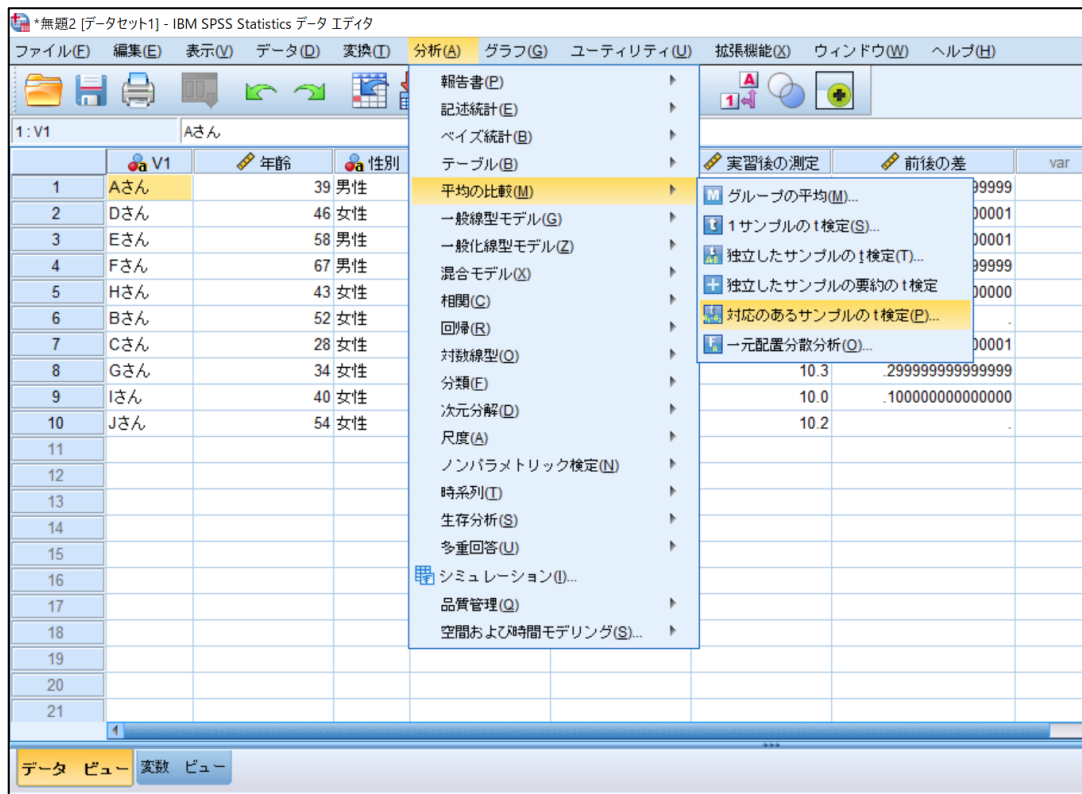 *無題2 [データセット1] - IBM SPSS Statistics データ エディタ
ファイル(F) 編集(E) 表示(V) データ(D) 変換(T) 分析(A) グラフ(G) ユーティリティ(U) 拡張機能(X) ウィンドウ(W) ヘルプ(H)
1 : V1 Aさん
V1 年齢 性別 実習後の測定 前後の差 var
1 Aさん 39 男性 99999
2 Dさん 46 女性 00001
3 Eさん 58 男性 00001
4 Fさん 67 男性 99999
5 Hさん 43 女性 00000
6 Bさん 52 女性 .
7 Cさん 28 女性 00001
8 Gさん 34 女性 10.3 .299999999999999
9 Iさん 40 女性 10.0 .100000000000000
10 Jさん 54 女性 10.2 .
11
12
13
14
15
16
17
18
19
20
21
報告書(P)
記述統計(E)
ベイズ統計(B)
テーブル(B)
平均の比較(M)
一般線型モデル(G)
一般化線型モデル(Z)
混合モデル(X)
相関(C)
回帰(R)
対数線型(O)
分類(F)
次元分解(D)
尺度(A)
ノンパラメトリック検定(N)
時系列(T)
生存分析(S)
多重回答(U)
シミュレーション(I)...
品質管理(Q)
空間および時間モデリング(S)...
グループの平均(M)...
1 サンプルの t 検定(S)...
独立したサンプルの t 検定(T)...
独立したサンプルの要約の t 検定
対応のあるサンプルの t 検定(P)...
一元配置分散分析(O)...
データ ビュー 変数 ビュー